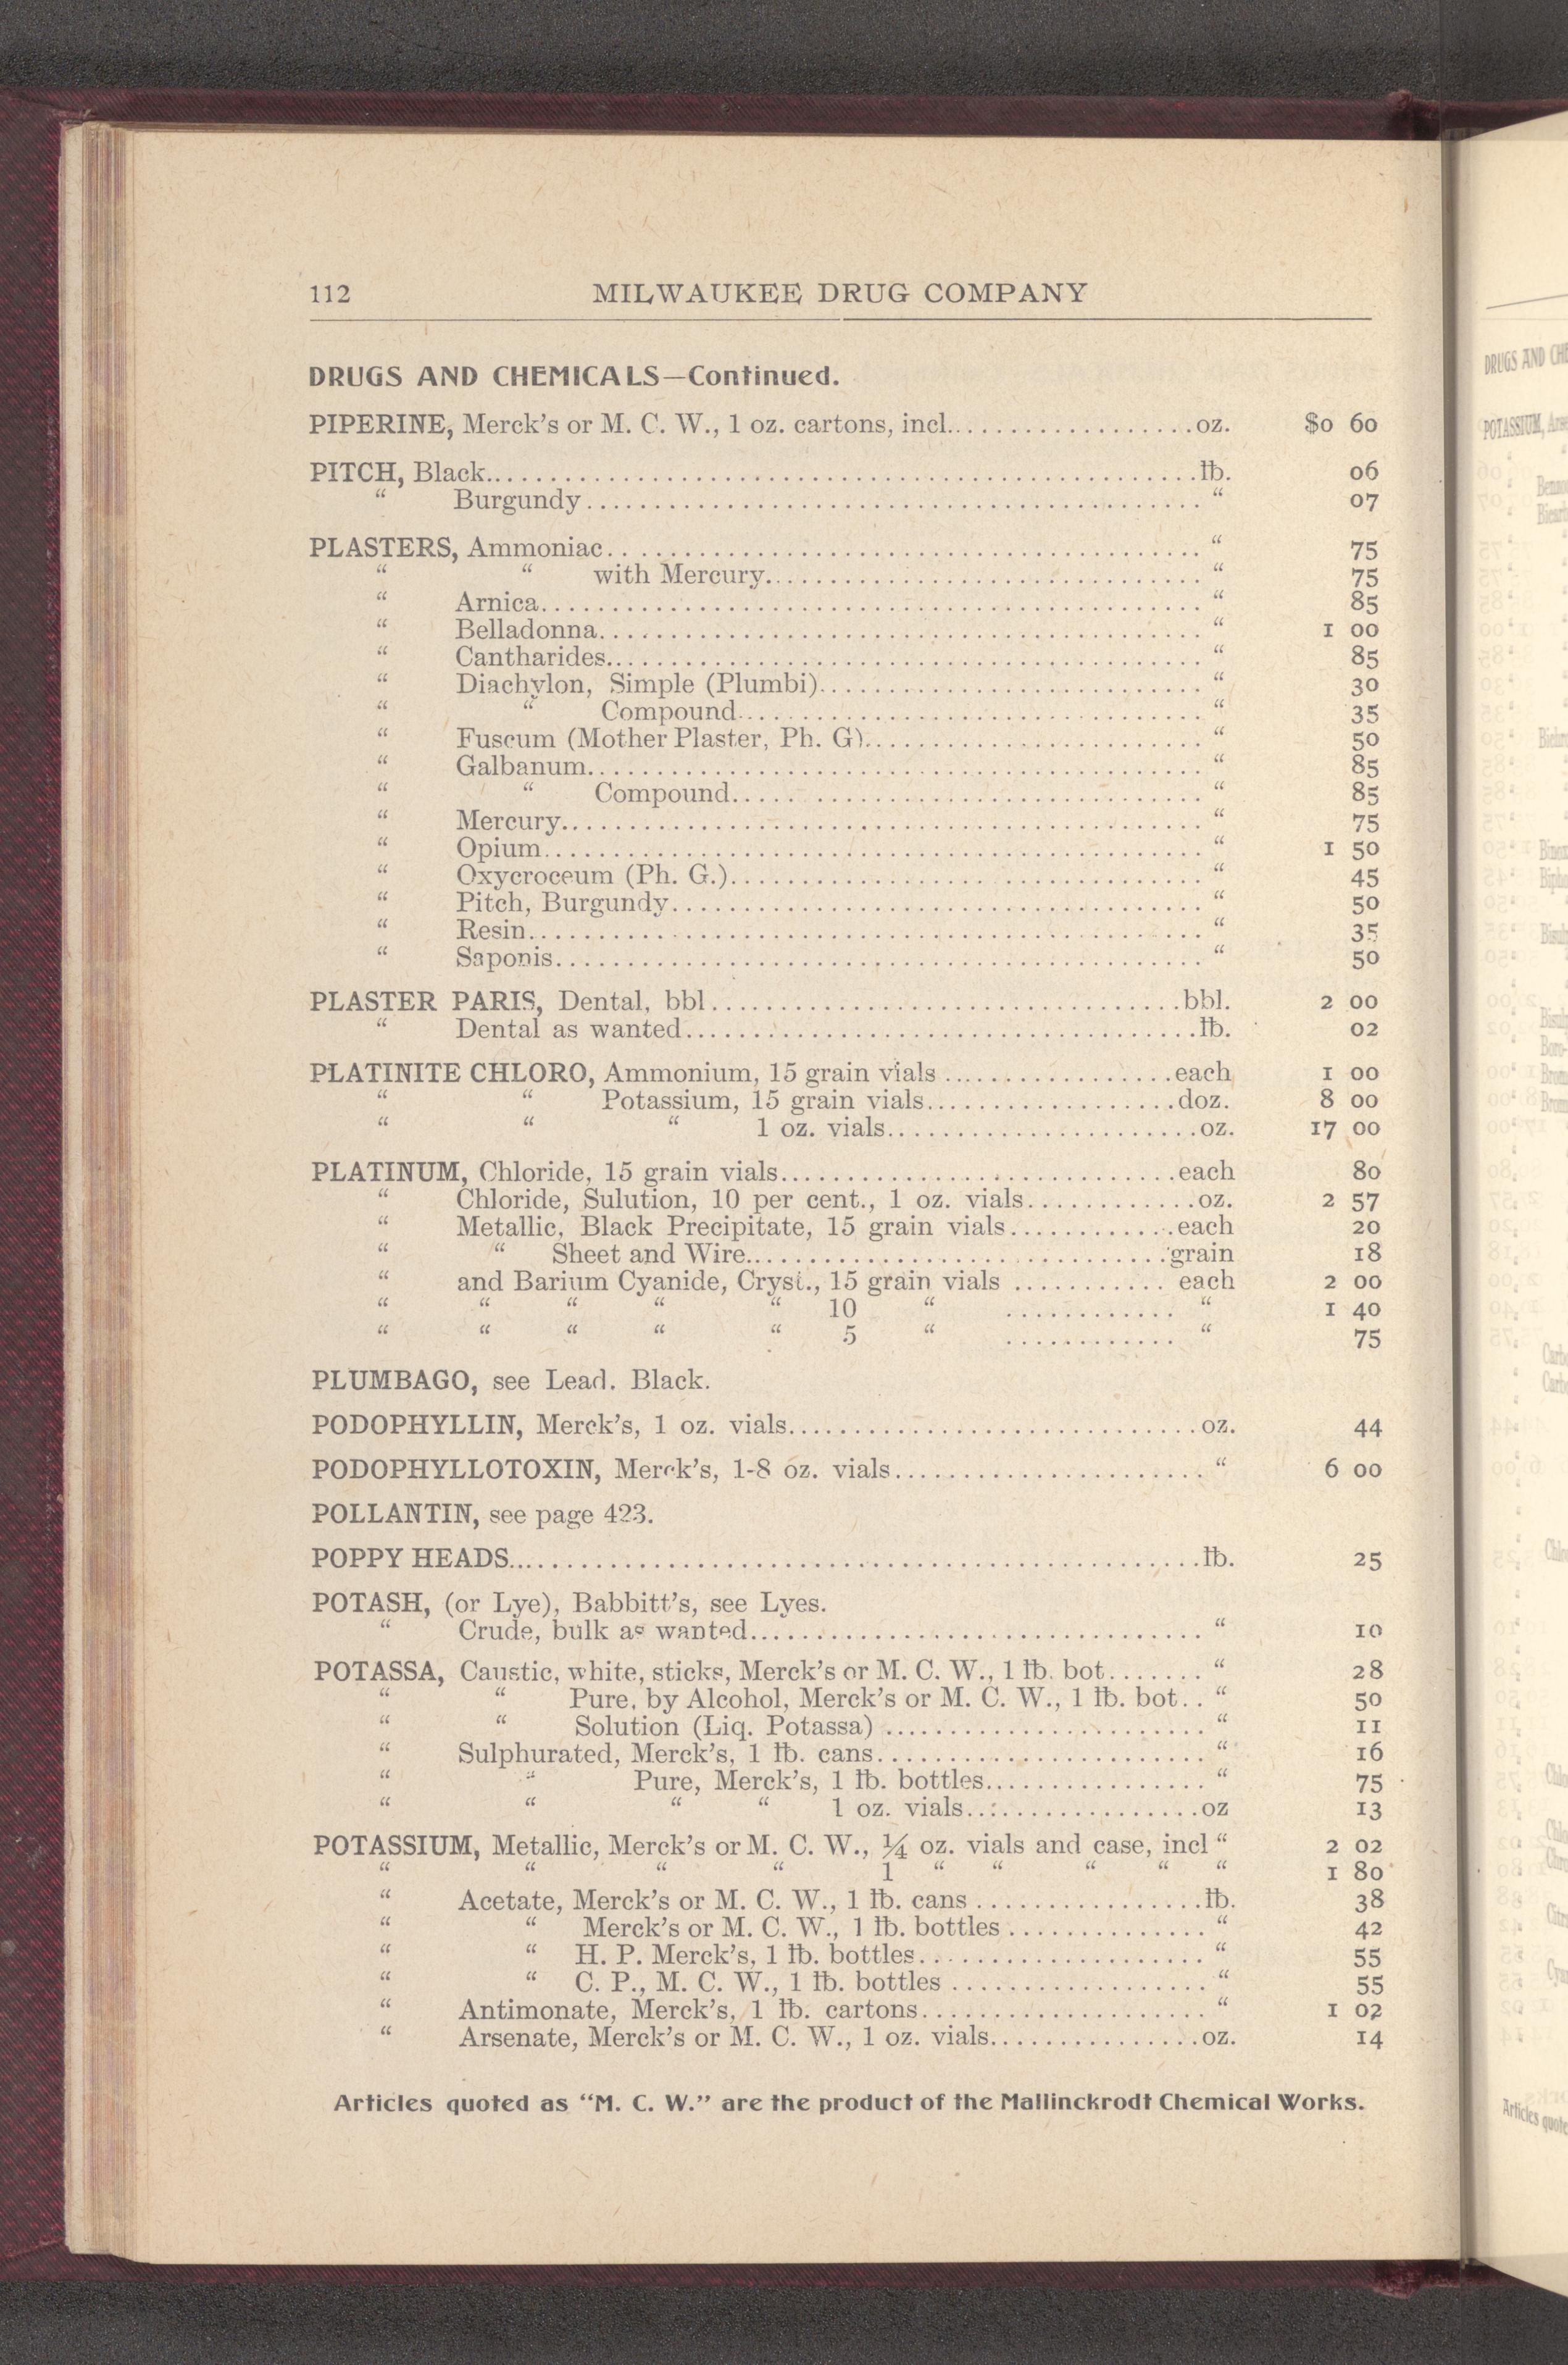 112 MILWAUKEE DRUG COMPANY
DRUGS AND CHEMICALS—Continued.
PIPERINE, Merck's or M. C. W., 1 oz. cartons, incl....................oz. $0 60
PITCH, Black....................lb. 06
" Burgundy...................." 07
PLASTERS, Ammoniac...................." 75
" " with Mercury...................." 75
" Arnica...................." 85
" Belladonna...................." 1 00
" Cantharides...................." 85
" Diachylon, Simple (Plumbi)...................." 30
" " Compound...................." 35
" Fuscum (Mother Plaster, Ph. G)...................." 50
" Galbanum...................." 85
" " Compound...................." 85
" Mercury...................." 75
" Opium...................." 1 50
" Oxycroceum (Ph. G.)...................." 45
" Pitch, Burgundy...................." 50
" Resin...................." 35
" Saponis...................." 50
PLASTER PARIS, Dental, bbl....................bbl. 2 00
" Dental as wanted....................lb. 02
PLATINITE CHLORO, Ammonium, 15 grain vials ....................each 1 00
" " Potassium, 15 grain vials....................doz. 8 00
" " " 1 oz. vials....................oz. 17 00
PLATINUM, Chloride, 15 grain vials....................each 80
" Chloride, Sulution, 10 per cent., 1 oz. vials............oz. 2 57
" Metallic, Black Precipitate, 15 grain vials............each 20
" " Sheet and Wire....................grain 18
" and Barium Cyanide, Cryst., 15 grain vials ............ each 2 00
" " " " " 10 " ............. " 1 40
" " " " " 5 " ............. " 75
PLUMBAGO, see Lead. Black.
PODOPHYLLIN, Merck's, 1 oz. vials....................oz. 44
PODOPHYLLOTOXIN, Merck's, 1-8 oz. vials...................." 6 00
POLLANTIN, see page 423.
POPPY HEADS....................lb. 25
POTASH, (or Lye), Babbitt's, see Lyes.
" Crude, bulk as wanted...................." 10
POTASSA, Caustic, white, sticks, Merck's or M. C. W., 1 lb. bot......." 28
" " Pure, by Alcohol, Merck's or M. C. W., 1 lb. bot.. " 50
" " Solution (Liq. Potassa) ...................." 11
" Sulphurated, Merck's, 1 lb. cans...................." 16
" " Pure, Merck's, 1 lb. bottles................." 75
" " " " 1 oz. vials.................oz 13
POTASSIUM, Metallic, Merck's or M. C. W., ¼ oz. vials and case, incl " 2 02
" " " " 1 " " " " " 1 80
" Acetate, Merck's or M. C. W., 1 lb. cans .................lb. 38
" " Merck's or M. C. W., 1 lb. bottles ..............." 42
" " H. P. Merck's, 1 lb. bottles...................." 55
" " C. P., M. C. W., 1 lb. bottles ..................." 55
" Antimonate, Merck's, 1 lb. cartons...................." 1 02
" Arsenate, Merck's or M. C. W., 1 oz. vials................oz. 14
Articles quoted as "M. C. W." are the product of the Mallinckrodt Chemical Works.
DRUGS AND CHE
POTASSIUM,